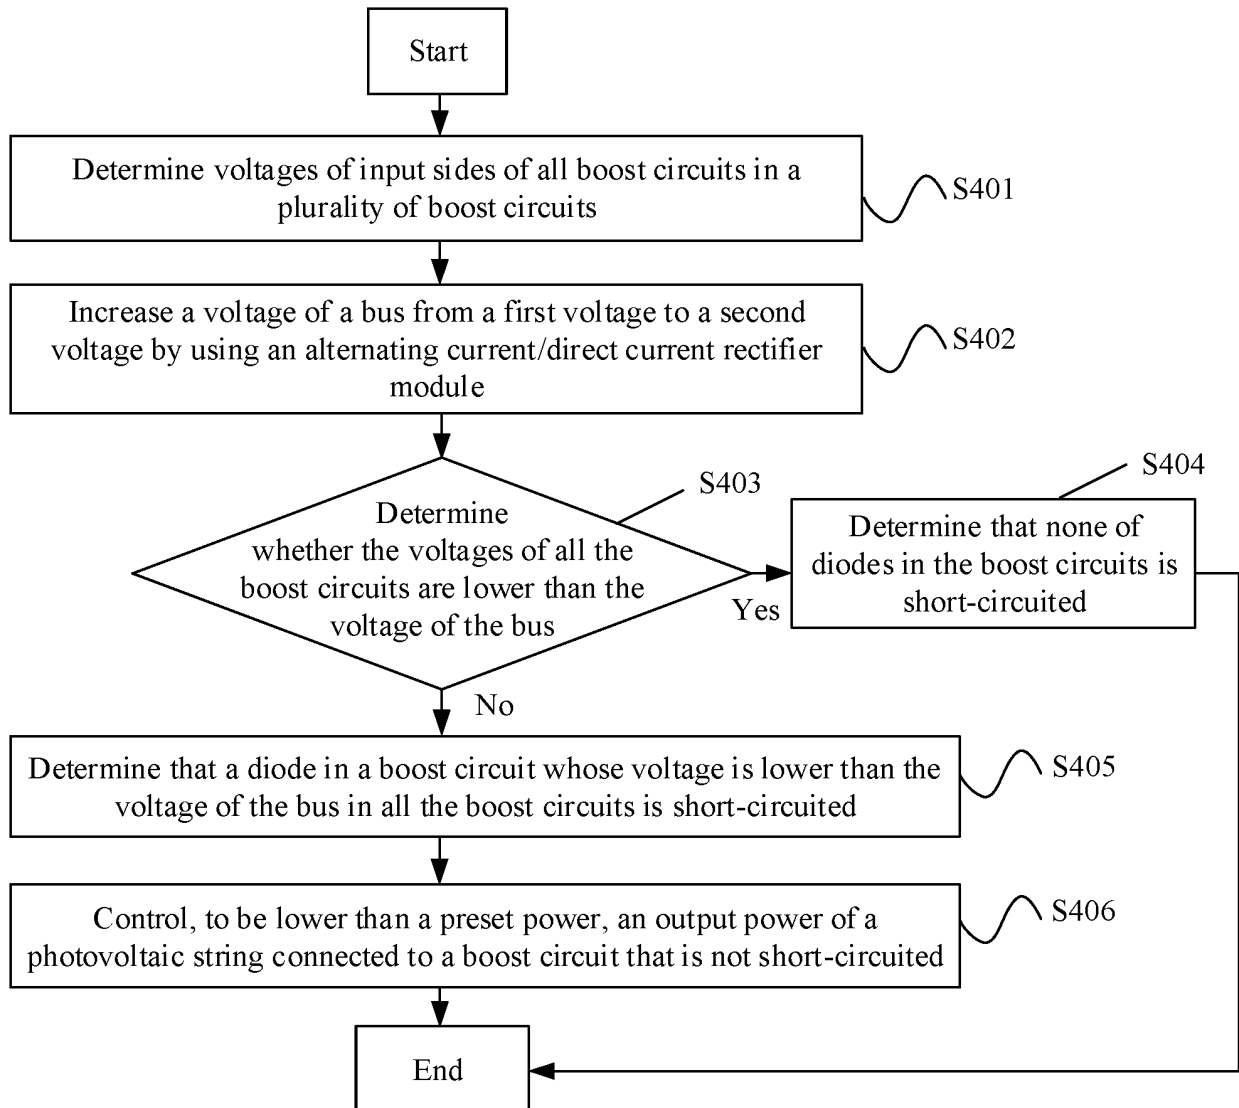 Start
Determine voltages of input sides of all boost circuits in a
plurality of boost circuits
S401
Increase a voltage of a bus from a first voltage to a second
voltage by using an alternating current/direct current rectifier
module
S402
Determine
whether the voltages of all the
boost circuits are lower than the
voltage of the bus
S403
Yes
Determine that none of
diodes in the boost circuits is
short-circuited
S404
No
Determine that a diode in a boost circuit whose voltage is lower than the
voltage of the bus in all the boost circuits is short-circuited
S405
Control, to be lower than a preset power, an output power of a
photovoltaic string connected to a boost circuit that is not short-circuited
S406
End